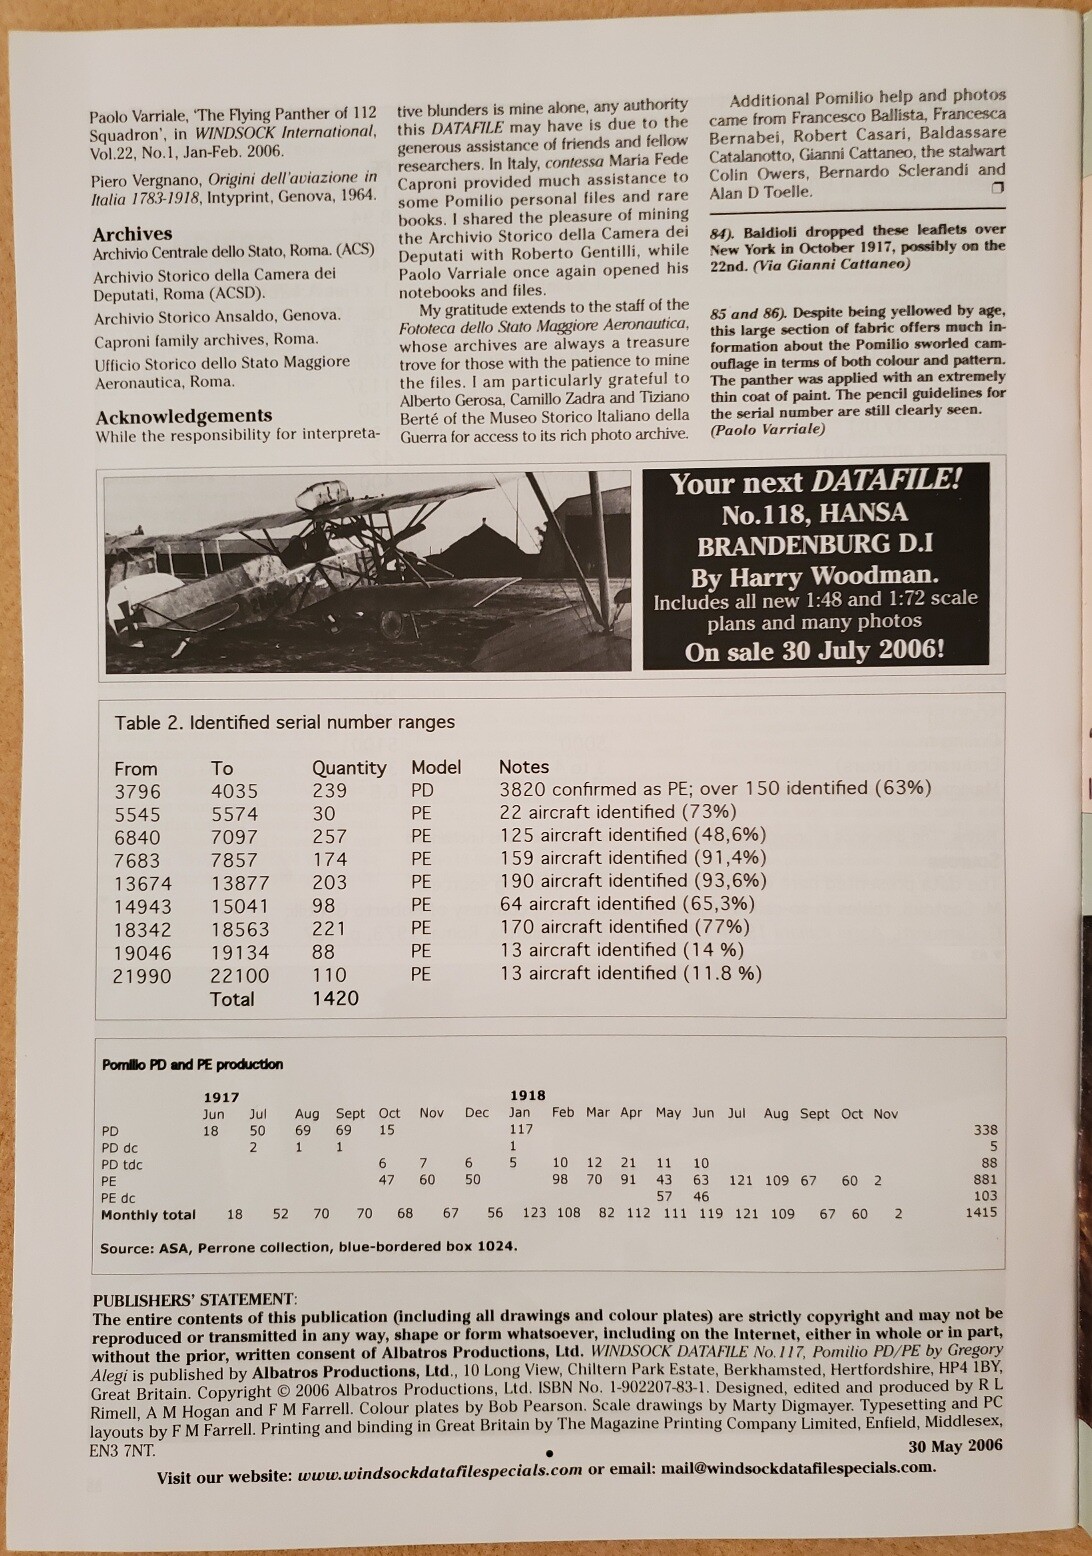 Paolo Varriale, 'The Flying Panther of 112
Squadron', in WINDSOCK International,
Vol.22, No.1, Jan-Feb. 2006.
Piero Vergnano, Origini dell'aviazione in
Italia 1783-1918, Intyprint, Genova, 1964.
Archives
Archivio Centrale dello Stato, Roma. (ACS)
Archivio Storico della Camera dei
Deputati, Roma (ACSD).
Archivio Storico Ansaldo, Genova.
Caproni family archives, Roma.
Ufficio Storico dello Stato Maggiore
Aeronautica, Roma.
Acknowledgements
While the responsibility for interpreta-
tive blunders is mine alone, any authority
this DATAFILE may have is due to the
generous assistance of friends and fellow
researchers. In Italy, contessa Maria Fede
Caproni provided much assistance to
some Pomilio personal files and rare
books. I shared the pleasure of mining
the Archivio Storico della Camera dei
Deputati with Roberto Gentilli, while
Paolo Varriale once again opened his
notebooks and files.
My gratitude extends to the staff of the
Fototeca dello Stato Maggiore Aeronautica,
whose archives are always a treasure
trove for those with the patience to mine
the files. I am particularly grateful to
Alberto Gerosa, Camillo Zadra and Tiziano
Berté of the Museo Storico Italiano della
Guerra for access to its rich photo archive.
Additional Pomilio help and photos
came from Francesco Ballista, Francesca
Bernabei, Robert Casari, Baldassare
Catalanotto, Gianni Cattaneo, the stalwart
Colin Owers, Bernardo Sclerandi and
Alan D Toelle. ❐
84). Baldioli dropped these leaflets over
New York in October 1917, possibly on the
22nd. (Via Gianni Cattaneo)
85 and 86). Despite being yellowed by age,
this large section of fabric offers much in-
formation about the Pomilio sworled cam-
ouflage in terms of both colour and pattern.
The panther was applied with an extremely
thin coat of paint. The pencil guidelines for
the serial number are still clearly seen.
(Paolo Varriale)
Your next DATAFILE!
No.118, HANSA
BRANDENBURG D.I
By Harry Woodman.
Includes all new 1:48 and 1:72 scale
plans and many photos
On sale 30 July 2006!
Table 2. Identified serial number ranges
From To Quantity Model Notes
3796 4035 239 PD 3820 confirmed as PE; over 150 identified (63%)
5545 5574 30 PE 22 aircraft identified (73%)
6840 7097 257 PE 125 aircraft identified (48,6%)
7683 7857 174 PE 159 aircraft identified (91,4%)
13674 13877 203 PE 190 aircraft identified (93,6%)
14943 15041 98 PE 64 aircraft identified (65,3%)
18342 18563 221 PE 170 aircraft identified (77%)
19046 19134 88 PE 13 aircraft identified (14 %)
21990 22100 110 PE 13 aircraft identified (11.8 %)
Total 1420
Pomilio PD and PE production
1917 1918
Jun Jul Aug Sept Oct Nov Dec Jan Feb Mar Apr May Jun Jul Aug Sept Oct Nov
PD 18 50 69 69 15 117 338
PD dc 2 1 1 1 5
PD tdc 6 7 6 5 10 12 21 11 10 88
PE 47 60 50 98 70 91 43 63 121 109 67 60 2 881
PE dc 57 46 103
Monthly total 18 52 70 70 68 67 56 123 108 82 112 111 119 121 109 67 60 2 1415
Source: ASA, Perrone collection, blue-bordered box 1024.
PUBLISHERS' STATEMENT:
The entire contents of this publication (including all drawings and colour plates) are strictly copyright and may not be
reproduced or transmitted in any way, shape or form whatsoever, including on the Internet, either in whole or in part,
without the prior, written consent of Albatros Productions, Ltd. WINDSOCK DATAFILE No.117, Pomilio PD/PE by Gregory
Alegi is published by Albatros Productions, Ltd., 10 Long View, Chiltern Park Estate, Berkhamsted, Hertfordshire, HP4 1BY,
Great Britain. Copyright © 2006 Albatros Productions, Ltd. ISBN No. 1-902207-83-1. Designed, edited and produced by R L
Rimell, A M Hogan and F M Farrell. Colour plates by Bob Pearson. Scale drawings by Marty Digmayer. Typesetting and PC
layouts by F M Farrell. Printing and binding in Great Britain by The Magazine Printing Company Limited, Enfield, Middlesex,
EN3 7NT. • 30 May 2006
Visit our website: www.windsockdatafilespecials.com or email: mail@windsockdatafilespecials.com.